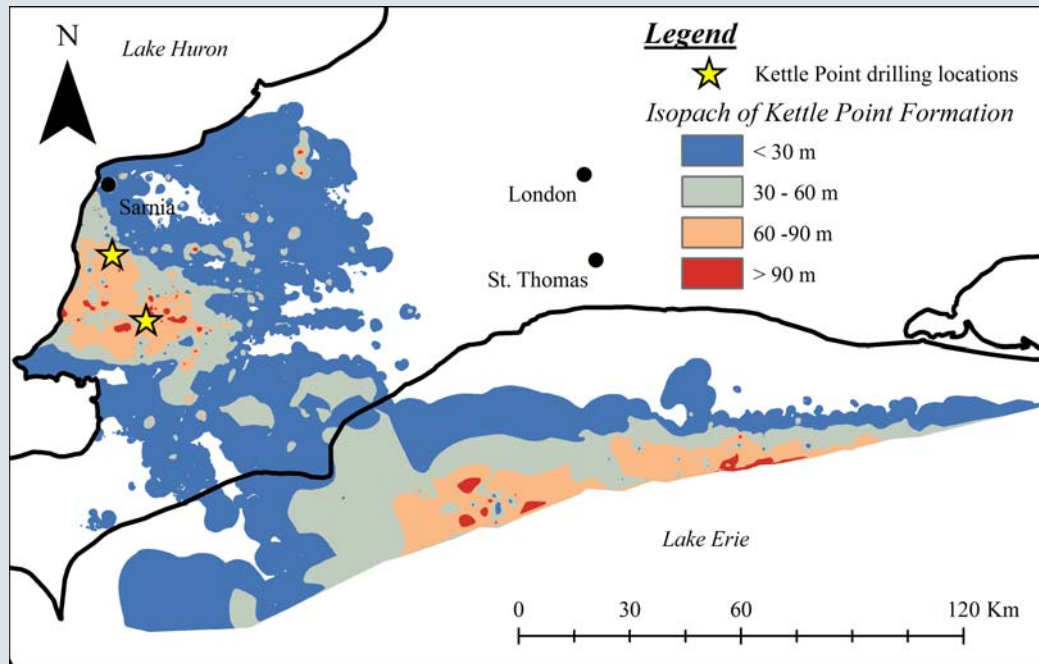 N
Lake Huron
Legend
Kettle Point drilling locations
Isopach of Kettle Point Formation
< 30 m
30 - 60 m
60 -90 m
> 90 m
London
Sarnia
St. Thomas
Lake Erie
0 30 60 120 Km